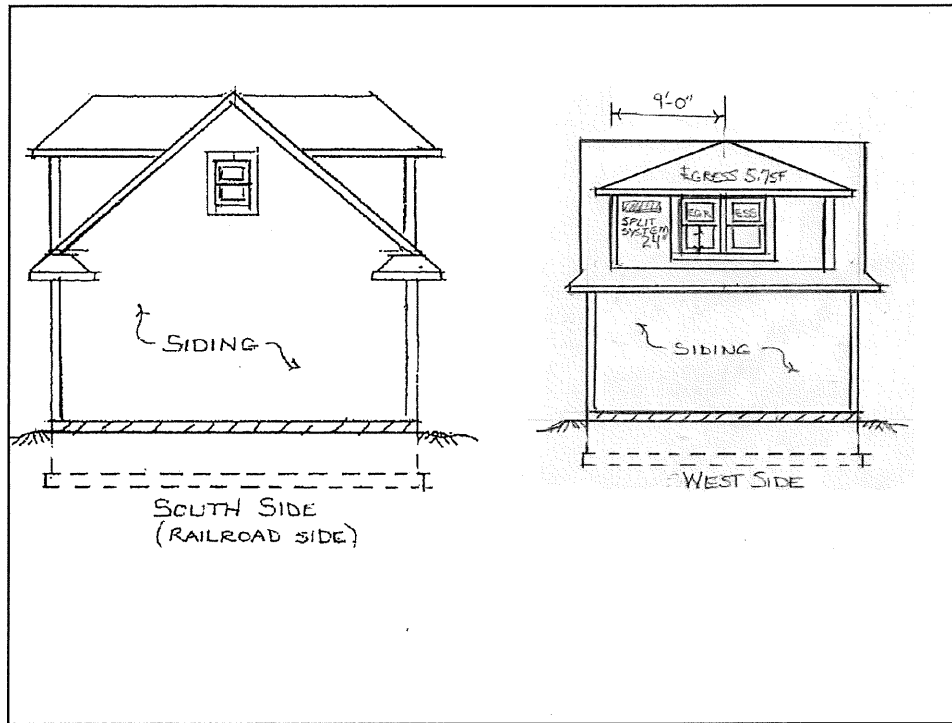 SIDING
SOUTH SIDE
(RAILROAD SIDE)
9'-0"
EGRESS 5.75F
EGR ESS
SPLIT
SYSTEM
24"
SIDING
WEST SIDE